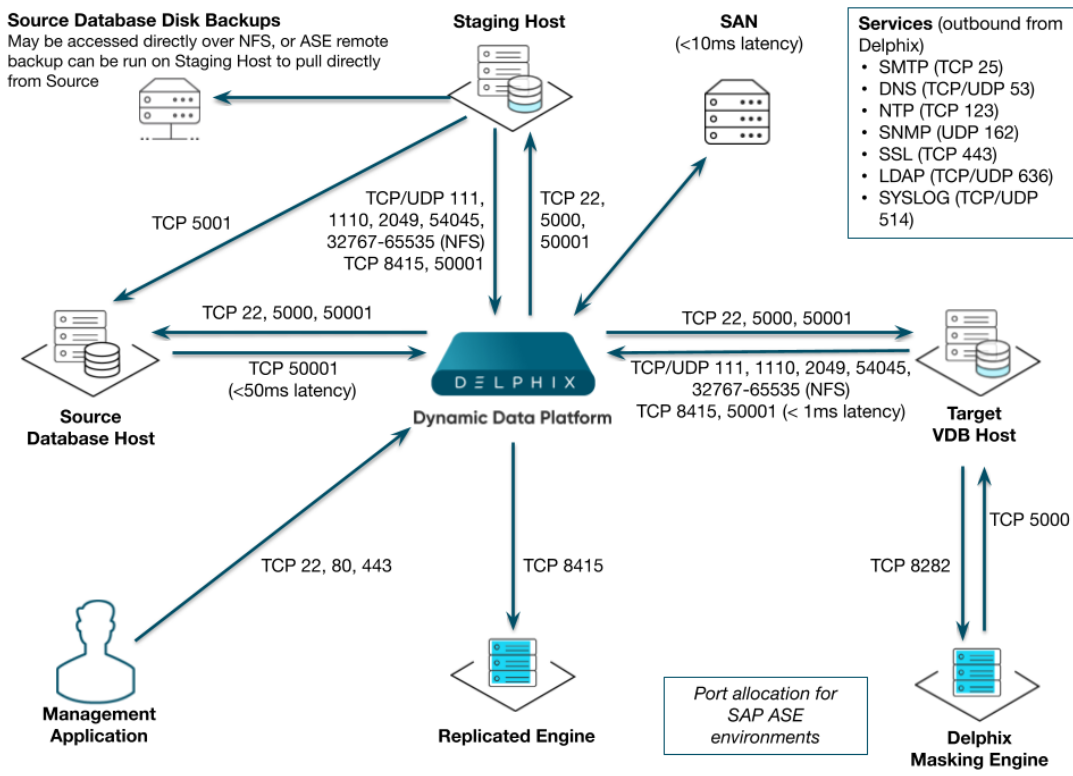 Source Database Disk Backups
May be accessed directly over NFS, or ASE remote
backup can be run on Staging Host to pull directly
from Source
Staging Host
SAN
(<10ms latency)
Services (outbound from
Delphix)
• SMTP (TCP 25)
• DNS (TCP/UDP 53)
• NTP (TCP 123)
• SNMP (UDP 162)
• SSL (TCP 443)
• LDAP (TCP/UDP 636)
• SYSLOG (TCP/UDP
514)
TCP 5001
TCP/UDP 111,
1110, 2049, 54045,
32767-65535 (NFS)
TCP 8415, 50001
TCP 22,
5000,
50001
TCP 22, 5000, 50001
TCP 50001
(<50ms latency)
Source
Database Host
DELPHIX
Dynamic Data Platform
TCP 22, 5000, 50001
TCP/UDP 111, 1110, 2049, 54045,
32767-65535 (NFS)
TCP 8415, 50001 (< 1ms latency)
Target
VDB Host
TCP 22, 80, 443
TCP 8415
TCP 8282
TCP 5000
Management
Application
Replicated Engine
Port allocation for
SAP ASE
environments
Delphix
Masking Engine